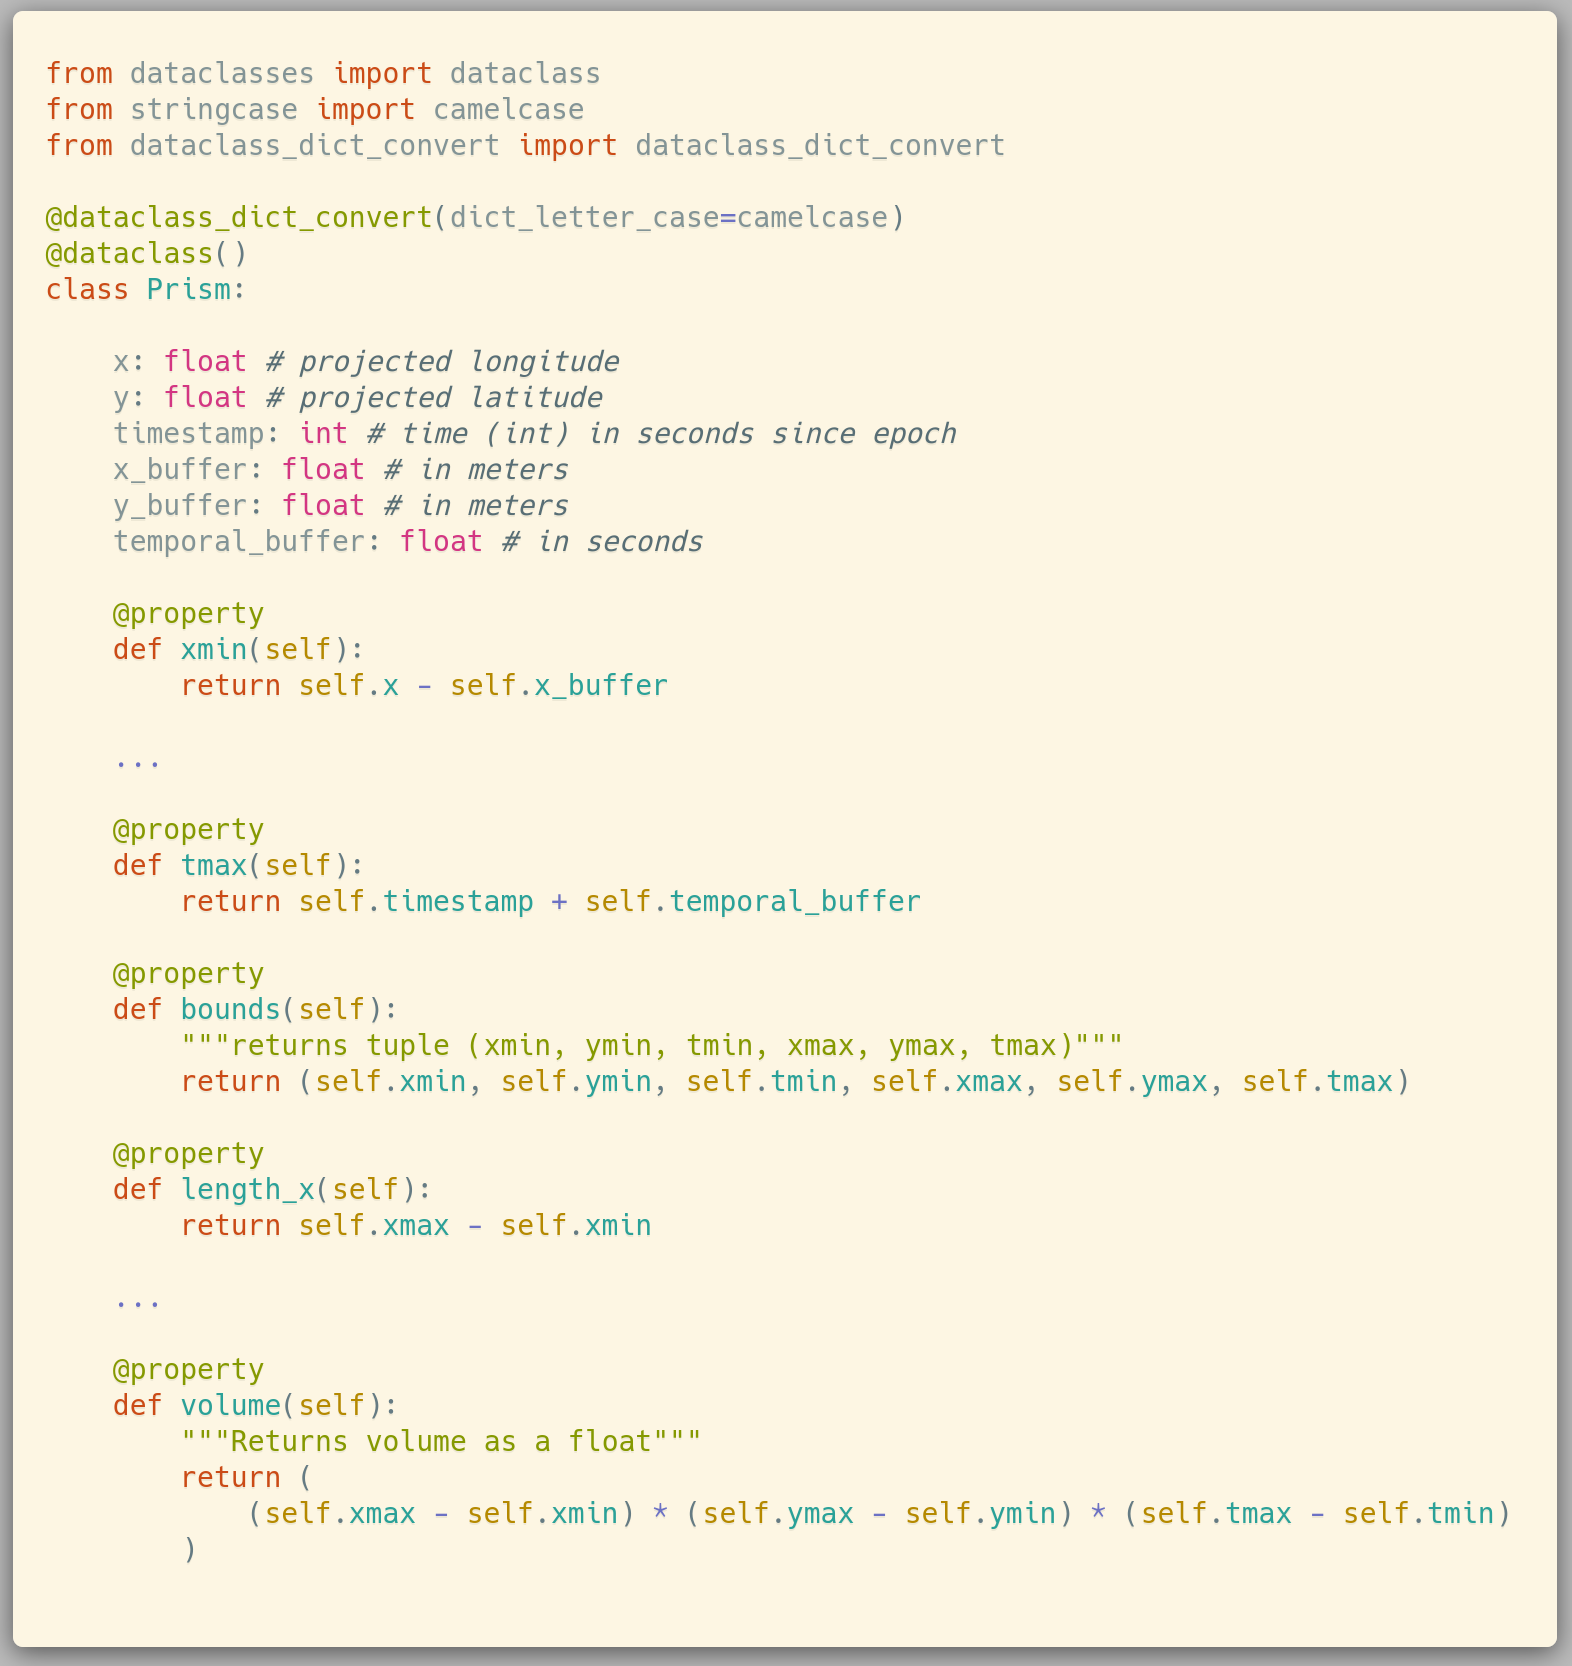 from dataclasses import dataclass
from stringcase import camelcase
from dataclass_dict_convert import dataclass_dict_convert

@dataclass_dict_convert(dict_letter_case=camelcase)
@dataclass()
class Prism:

    x: float # projected longitude
    y: float # projected latitude
    timestamp: int # time (int) in seconds since epoch
    x_buffer: float # in meters
    y_buffer: float # in meters
    temporal_buffer: float # in seconds

    @property
    def xmin(self):
        return self.x - self.x_buffer

    ...

    @property
    def tmax(self):
        return self.timestamp + self.temporal_buffer

    @property
    def bounds(self):
        """returns tuple (xmin, ymin, tmin, xmax, ymax, tmax)"""
        return (self.xmin, self.ymin, self.tmin, self.xmax, self.ymax, self.tmax)

    @property
    def length_x(self):
        return self.xmax - self.xmin

    ...

    @property
    def volume(self):
        """Returns volume as a float"""
        return (
            (self.xmax - self.xmin) * (self.ymax - self.ymin) * (self.tmax - self.tmin)
        )